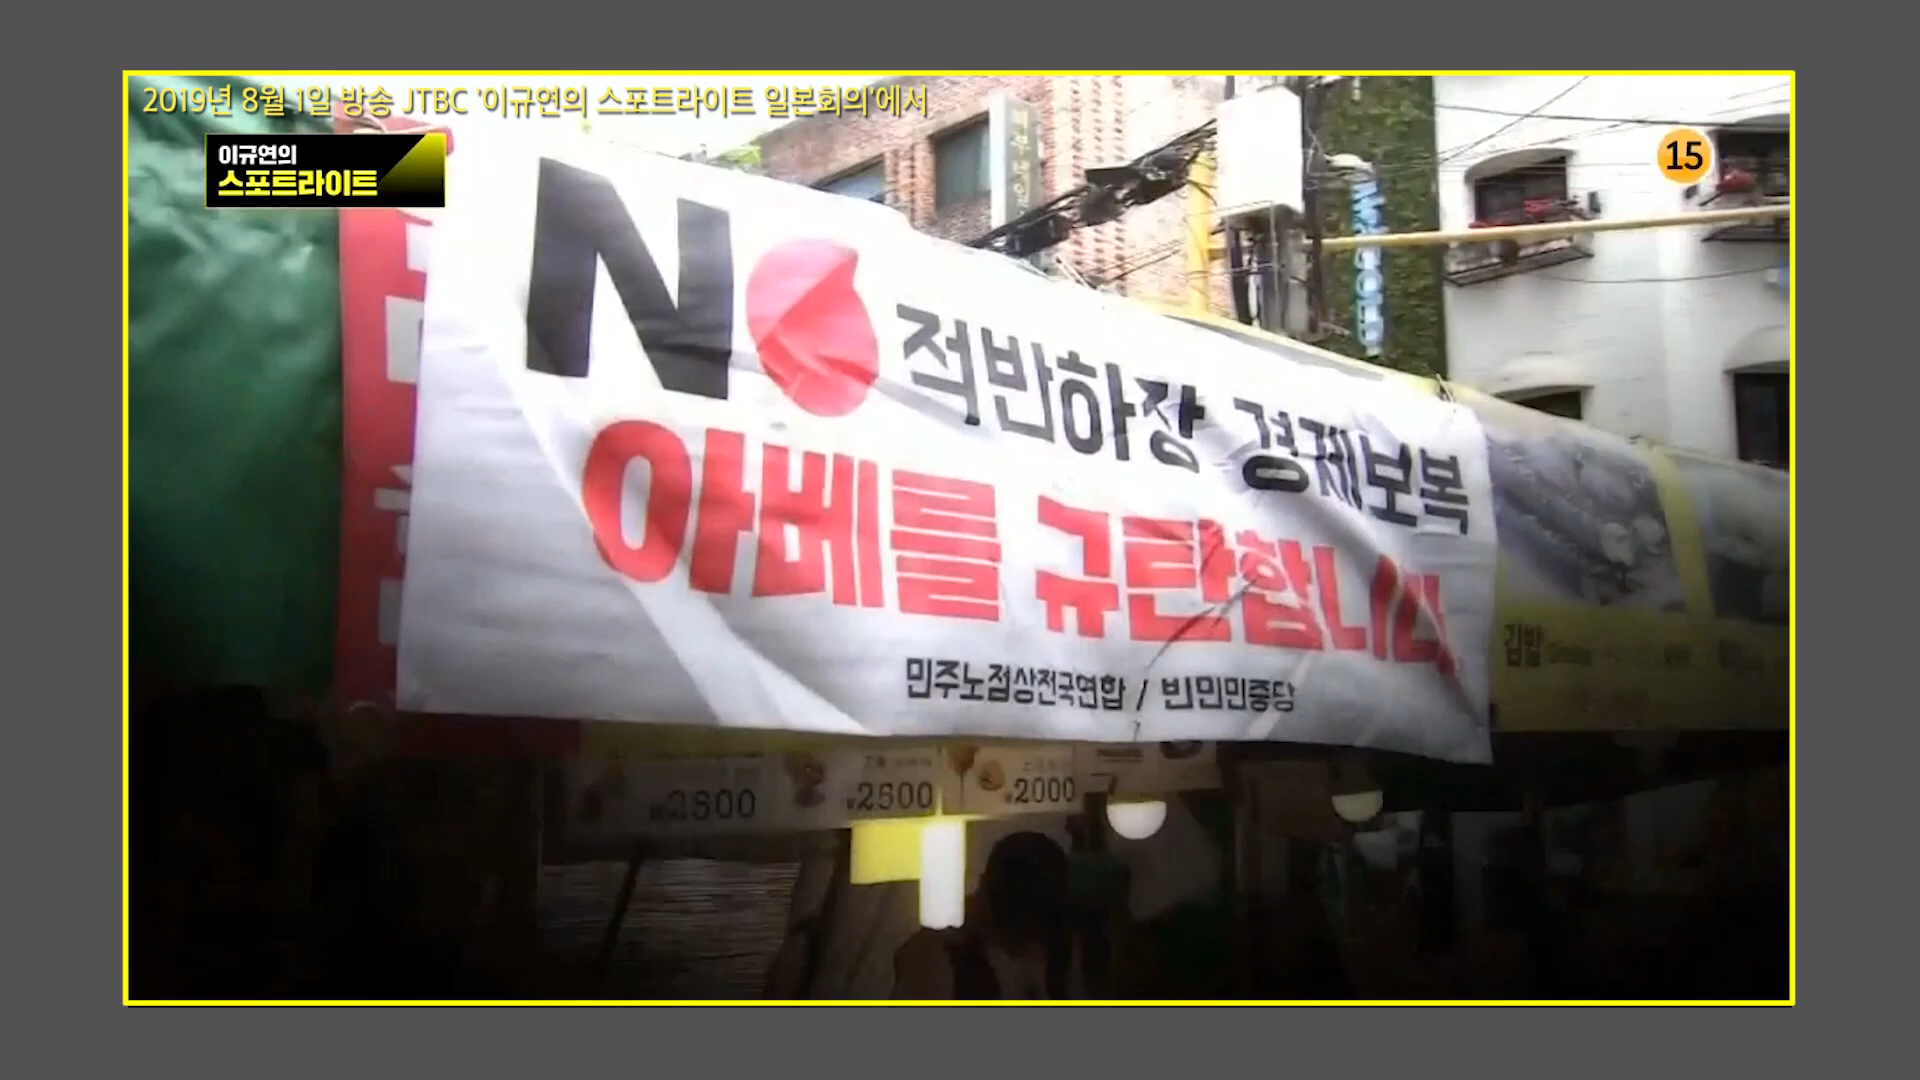 2019년 8월 1일 방송 JTBC '이규연의 스포트라이트 일본회의'에서
이규연의
스포트라이트
15
NO 적반하장 경제보복
아베를 규탄합니다.
민주노점상전국연합 / 빈민민중당
김밥
2500
2000